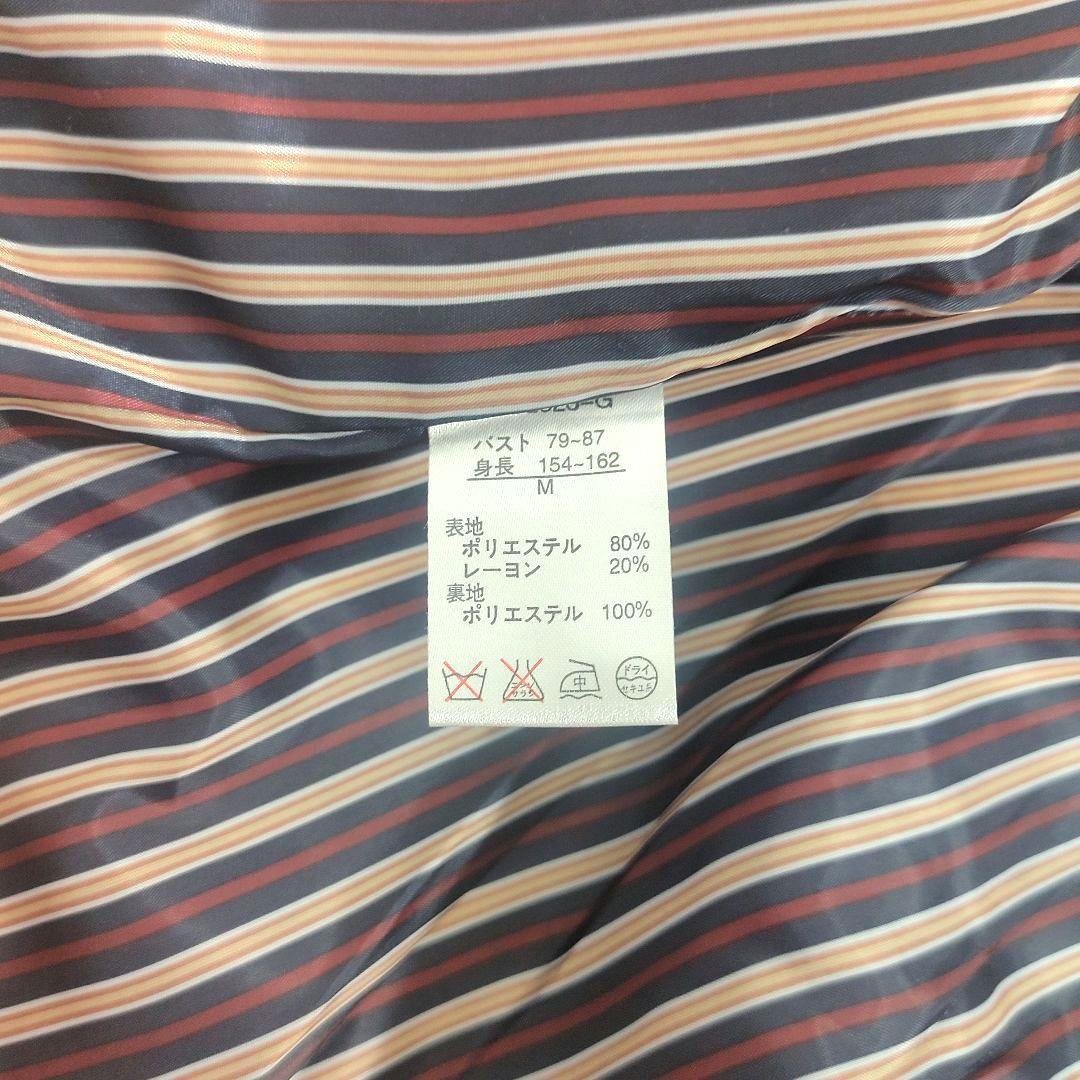 バスト 79~87
身長 154~162
M
表地
ポリエステル 80%
レーヨン 20%
裏地
ポリエステル 100%
中
ドライ
セキユ系